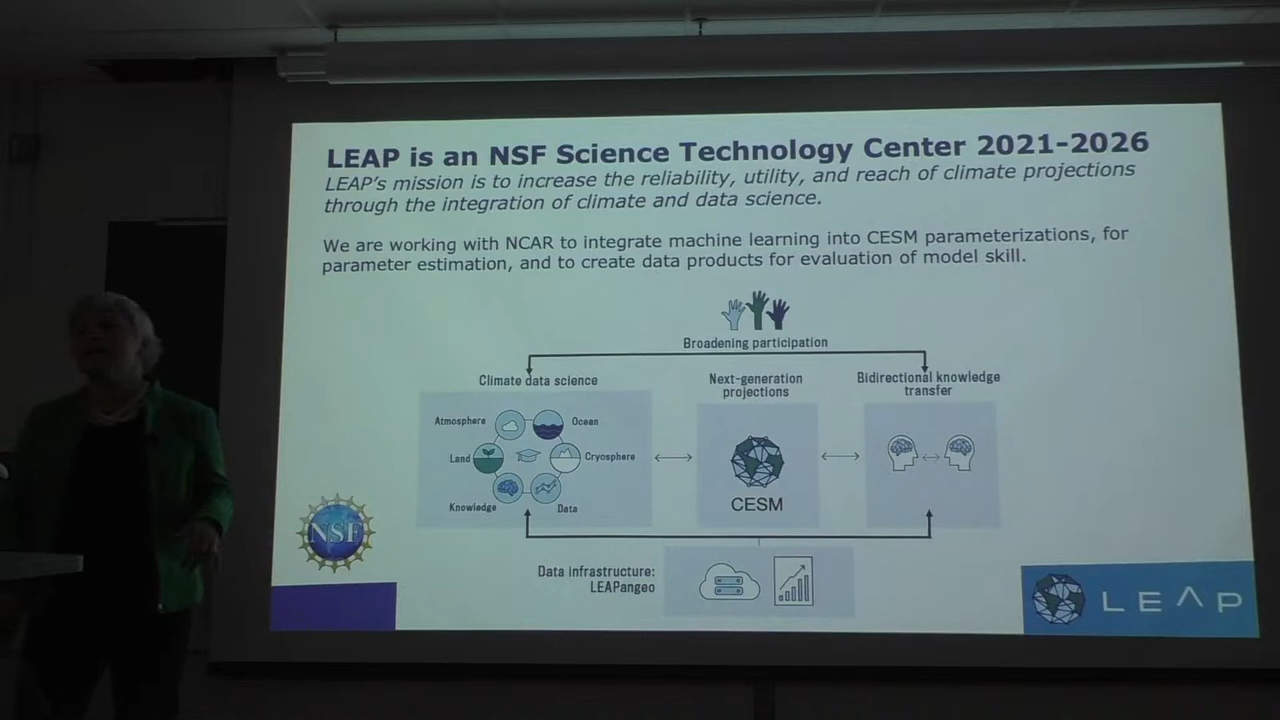 LEAP is an NSF Science Technology Center 2021-2026
LEAP's mission is to increase the reliability, utility, and reach of climate projections
through the integration of climate and data science.
We are working with NCAR to integrate machine learning into CESM parameterizations, for
parameter estimation, and to create data products for evaluation of model skill.
Broadening participation
Climate data science
Next-generation
projections
Bidirectional knowledge
transfer
Atmosphere
Ocean
Land
Cryosphere
Knowledge
Data
CESM
NSF
Data infrastructure:
LEAPangeo
LEAP